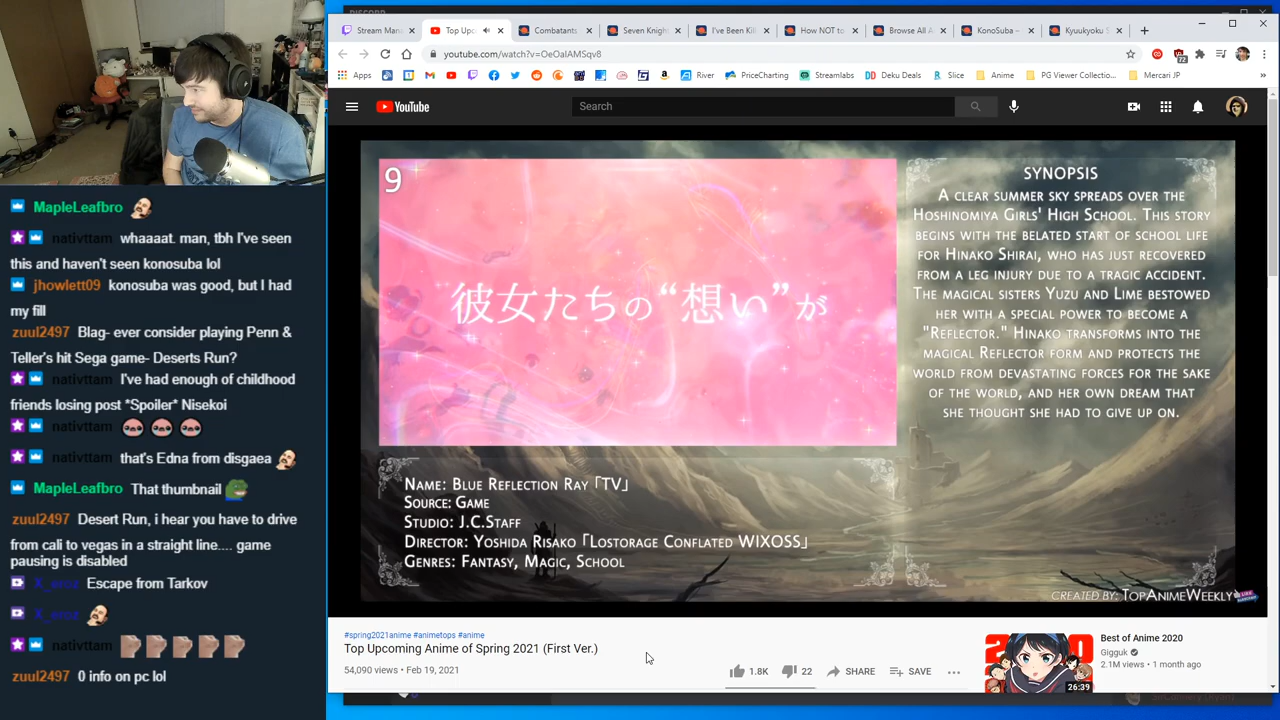 DISCORD
Stream Man
Top Upc
Combatants
Seven Knigh
I've Been Kil
How NOT to
Browse All A
KonoSuba –
Kyuukyoku S
youtube.com/watch?v=OeOaIAMSqv8
72
Apps
River
PriceCharting
Streamlabs
DD Deku Deals
Slice
Anime
PG Viewer Collectio...
Mercari JP
»
YouTube
Search
9
彼女たちの“想い”が
SYNOPSIS
A CLEAR SUMMER SKY SPREADS OVER THE
HOSHINOMIYA GIRLS' HIGH SCHOOL. THIS STORY
BEGINS WITH THE BELATED START OF SCHOOL LIFE
FOR HINAKO SHIRAI, WHO HAS JUST RECOVERED
FROM A LEG INJURY DUE TO A TRAGIC ACCIDENT.
THE MAGICAL SISTERS YUZU AND LIME BESTOWED
HER WITH A SPECIAL POWER TO BECOME A
"REFLECTOR." HINAKO TRANSFORMS INTO THE
MAGICAL REFLECTOR FORM AND PROTECTS THE
WORLD FROM DEVASTATING FORCES FOR THE SAKE
OF THE WORLD, AND HER OWN DREAM THAT
SHE THOUGHT SHE HAD TO GIVE UP ON.
NAME: BLUE REFLECTION RAY「TV」
SOURCE: GAME
STUDIO: J.C.STAFF
DIRECTOR: YOSHIDA RISAKO「LOSTORAGE CONFLATED WIXOSS」
GENRES: FANTASY, MAGIC, SCHOOL
CREATED BY: TOPANIMEWEEKLY
#spring2021anime #animetops #anime
Top Upcoming Anime of Spring 2021 (First Ver.)
54,090 views • Feb 19, 2021
1.8K
22
SHARE
SAVE
Best of Anime 2020
Gigguk
2.1M views • 1 month ago
26:39
MapleLeafbro
nativttam whaaaat. man, tbh I've seen
this and haven't seen konosuba lol
jhowlett09 konosuba was good, but I had
my fill
zuul2497 Blag- ever consider playing Penn &
Teller's hit Sega game- Deserts Run?
nativttam I've had enough of childhood
friends losing post *Spoiler* Nisekoi
nativttam
nativttam that's Edna from disgaea
MapleLeafbro That thumbnail
zuul2497 Desert Run, i hear you have to drive
from cali to vegas in a straight line.... game
pausing is disabled
Escape from Tarkov
nativttam
zuul2497 0 info on pc lol